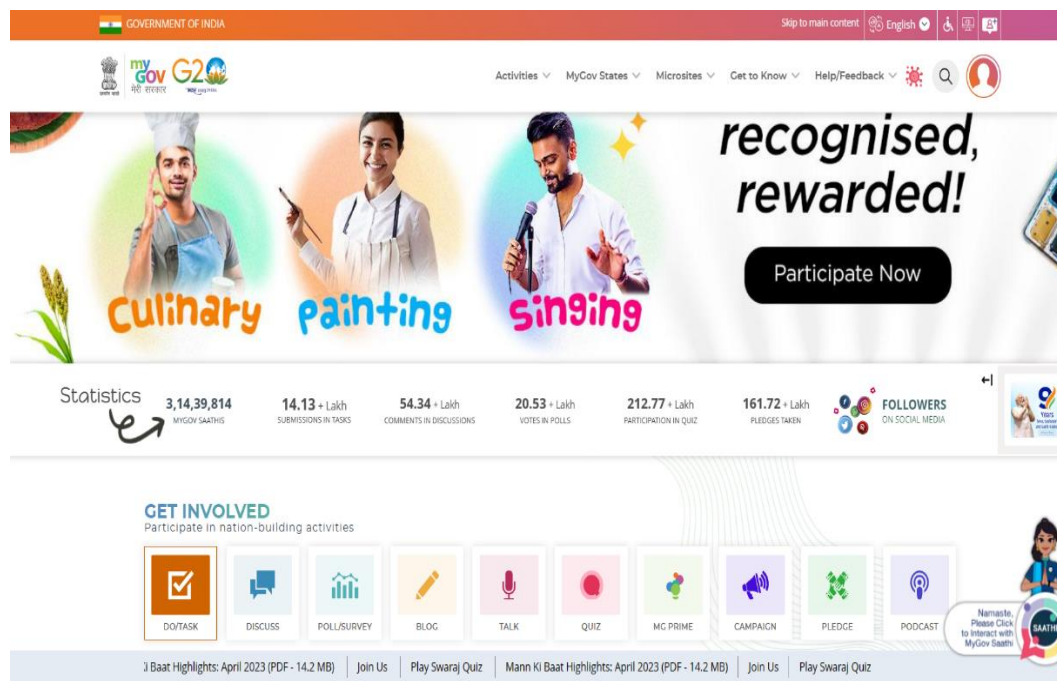 GOVERNMENT OF INDIA
Skip to main content
English
my
Gov
मेरी सरकार
G20
Activities
MyGov States
Microsites
Get to Know
Help/Feedback
recognised,
rewarded!
Participate Now
culinary
painting
singing
Statistics
3,14,39,814
MYGOV SAATHIS
14.13 + Lakh
SUBMISSIONS IN TASKS
54.34 + Lakh
COMMENTS IN DISCUSSIONS
20.53 + Lakh
VOTES IN POLLS
212.77 + Lakh
PARTICIPATION IN QUIZ
161.72 + Lakh
PLEDGES TAKEN
FOLLOWERS
ON SOCIAL MEDIA
9
Years
GET INVOLVED
Participate in nation-building activities
DO/TASK
DISCUSS
POLL/SURVEY
BLOG
TALK
QUIZ
MG PRIME
CAMPAIGN
PLEDGE
PODCAST
Namaste,
Please Click
to Interact with
MyGov Saathi
SAATHI
Baat Highlights: April 2023 (PDF - 14.2 MB) | Join Us | Play Swaraj Quiz | Mann Ki Baat Highlights: April 2023 (PDF - 14.2 MB) | Join Us | Play Swaraj Quiz